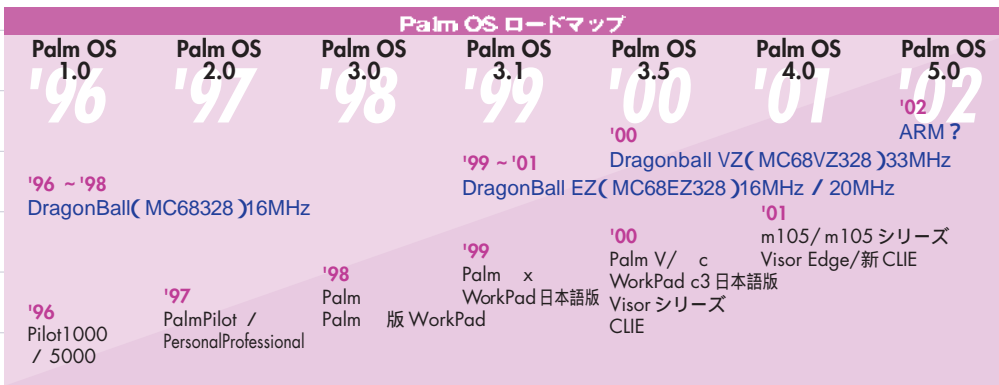 Palm OS ロードマップ
Palm OS 1.0
'96
Palm OS 2.0
'97
Palm OS 3.0
'98
Palm OS 3.1
'99
Palm OS 3.5
'00
Palm OS 4.0
'01
Palm OS 5.0
'02
'02
ARM ?
'00
Dragonball VZ( MC68VZ328 )33MHz
'99 ~ '01
DragonBall EZ( MC68EZ328 )16MHz / 20MHz
'96 ~ '98
DragonBall( MC68328 )16MHz
'01
m105/ m105 シリーズ
Visor Edge/新 CLIE
'00
Palm V/ c
WorkPad c3 日本語版
Visor シリーズ
CLIE
'99
Palm x
WorkPad 日本語版
'98
Palm
Palm 版 WorkPad
'97
PalmPilot /
PersonalProfessional
'96
Pilot1000
/ 5000